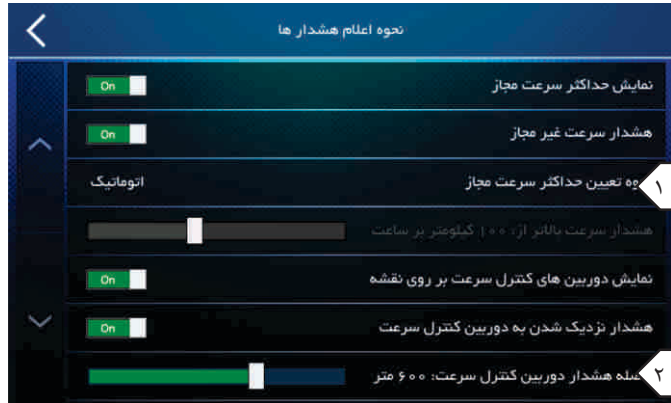 نحوه اعلام هشدار ها
نمایش حداکثر سرعت مجاز On
هشدار سرعت غیر مجاز On
۱ تعیین حداکثر سرعت مجاز اتوماتیک
هشدار سرعت بالاتر از: ۱۰۰ کیلومتر بر ساعت
نمایش دوربین های کنترل سرعت بر روی نقشه On
هشدار نزدیک شدن به دوربین کنترل سرعت On
۲ هشدار دوربین کنترل سرعت: ۶۰۰ متر